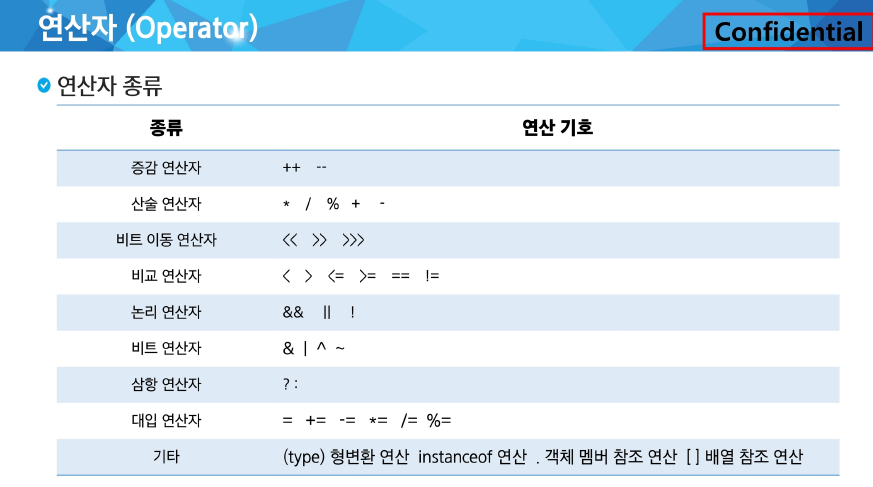 연산자 (Operator)
Confidential
연산자 종류
종류 연산 기호
증감 연산자 ++ --
산술 연산자 * / % + -
비트 이동 연산자 << >> >>>
비교 연산자 < > <= >= == !=
논리 연산자 && || !
비트 연산자 & | ^ ~
삼항 연산자 ? :
대입 연산자 = += -= *= /= %=
기타 (type) 형변환 연산 instanceof 연산 . 객체 멤버 참조 연산 [ ] 배열 참조 연산